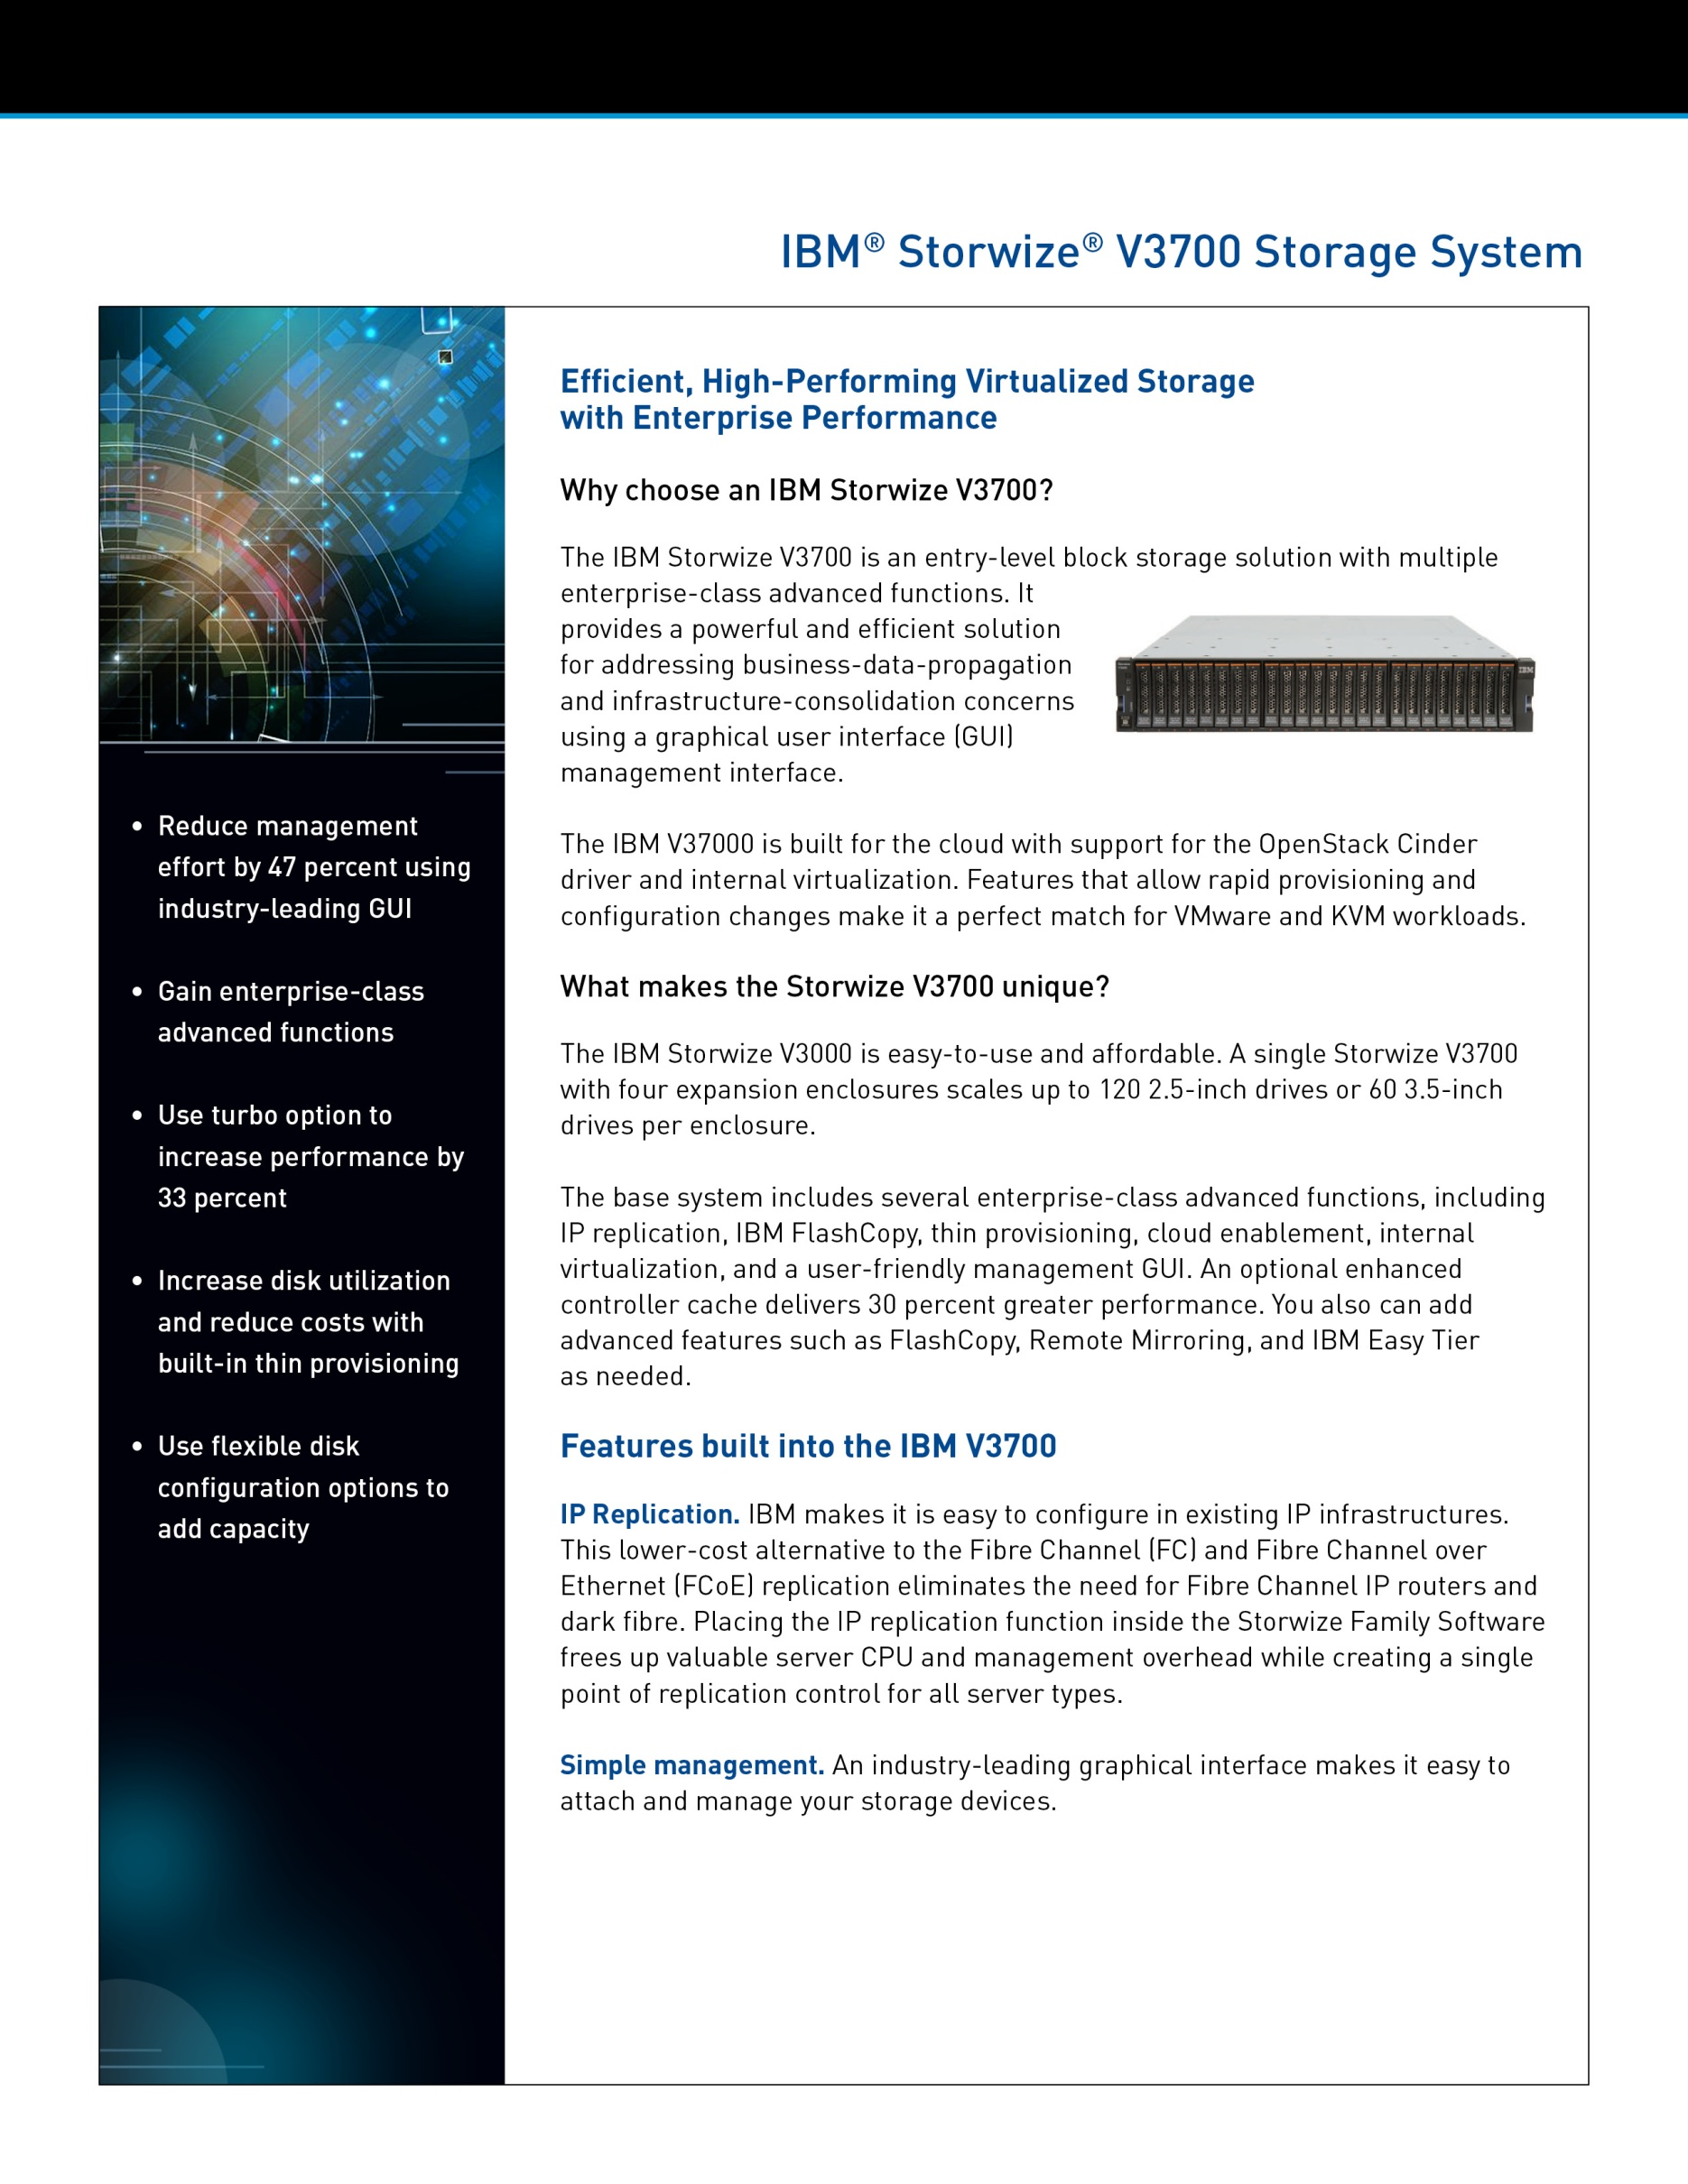 IBM® Storwize® V3700 Storage System
• Reduce management
effort by 47 percent using
industry-leading GUI
• Gain enterprise-class
advanced functions
• Use turbo option to
increase performance by
33 percent
• Increase disk utilization
and reduce costs with
built-in thin provisioning
• Use flexible disk
configuration options to
add capacity
Efficient, High-Performing Virtualized Storage
with Enterprise Performance
Why choose an IBM Storwize V3700?
The IBM Storwize V3700 is an entry-level block storage solution with multiple
enterprise-class advanced functions. It
provides a powerful and efficient solution
for addressing business-data-propagation
and infrastructure-consolidation concerns
using a graphical user interface (GUI)
management interface.
IBM
The IBM V37000 is built for the cloud with support for the OpenStack Cinder
driver and internal virtualization. Features that allow rapid provisioning and
configuration changes make it a perfect match for VMware and KVM workloads.
What makes the Storwize V3700 unique?
The IBM Storwize V3000 is easy-to-use and affordable. A single Storwize V3700
with four expansion enclosures scales up to 120 2.5-inch drives or 60 3.5-inch
drives per enclosure.
The base system includes several enterprise-class advanced functions, including
IP replication, IBM FlashCopy, thin provisioning, cloud enablement, internal
virtualization, and a user-friendly management GUI. An optional enhanced
controller cache delivers 30 percent greater performance. You also can add
advanced features such as FlashCopy, Remote Mirroring, and IBM Easy Tier
as needed.
Features built into the IBM V3700
IP Replication. IBM makes it is easy to configure in existing IP infrastructures.
This lower-cost alternative to the Fibre Channel (FC) and Fibre Channel over
Ethernet (FCoE) replication eliminates the need for Fibre Channel IP routers and
dark fibre. Placing the IP replication function inside the Storwize Family Software
frees up valuable server CPU and management overhead while creating a single
point of replication control for all server types.
Simple management. An industry-leading graphical interface makes it easy to
attach and manage your storage devices.